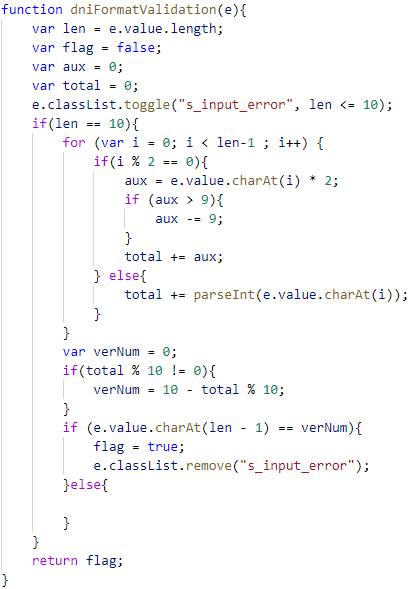 function dniFormatValidation(e){
    var len = e.value.length;
    var flag = false;
    var aux = 0;
    var total = 0;
    e.classList.toggle("s_input_error", len <= 10);
    if(len == 10){
        for (var i = 0; i < len-1 ; i++) {
            if(i % 2 == 0){
                aux = e.value.charAt(i) * 2;
                if (aux > 9){
                    aux -= 9;
                }
                total += aux;
            } else{
                total += parseInt(e.value.charAt(i));
            }
        }
        var verNum = 0;
        if(total % 10 != 0){
            verNum = 10 - total % 10;
        }
        if (e.value.charAt(len - 1) == verNum){
            flag = true;
            e.classList.remove("s_input_error");
        }else{

        }
    }
    return flag;
}